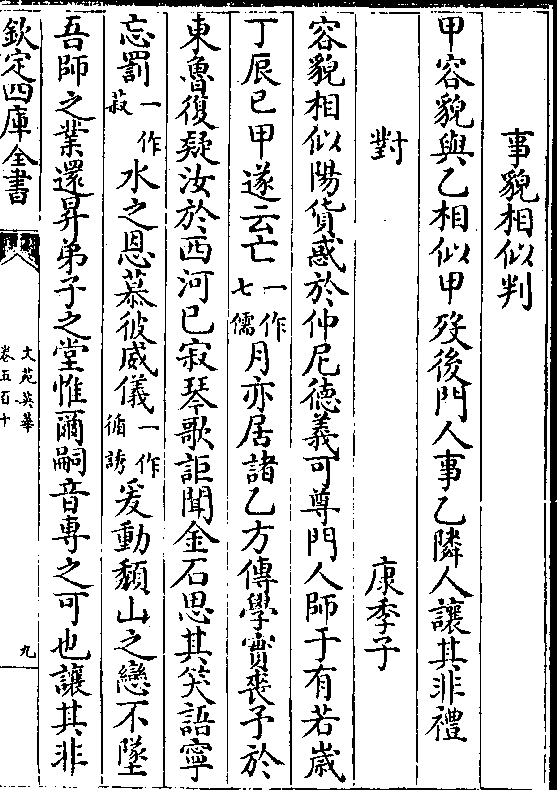 事貌相似判
甲容貌與乙相似甲歿後門人事乙隣人讓其非禮
對
康季子
容貌相似陽貨惑於仲尼德義可尊門人師于有若歲
丁辰巳甲遂云亡一作七儒月亦居諸乙方傳學實喪予於
東魯復疑汝於西河已寂琴歌詎聞金石思其笑語寧
忘罰一作菽水之恩慕彼威儀一作循誘爰動頽山之戀不墜
吾師之業還昇弟子之堂惟爾嗣音專之可也讓其非
欽定四庫全書
文苑英華
卷五百十
九